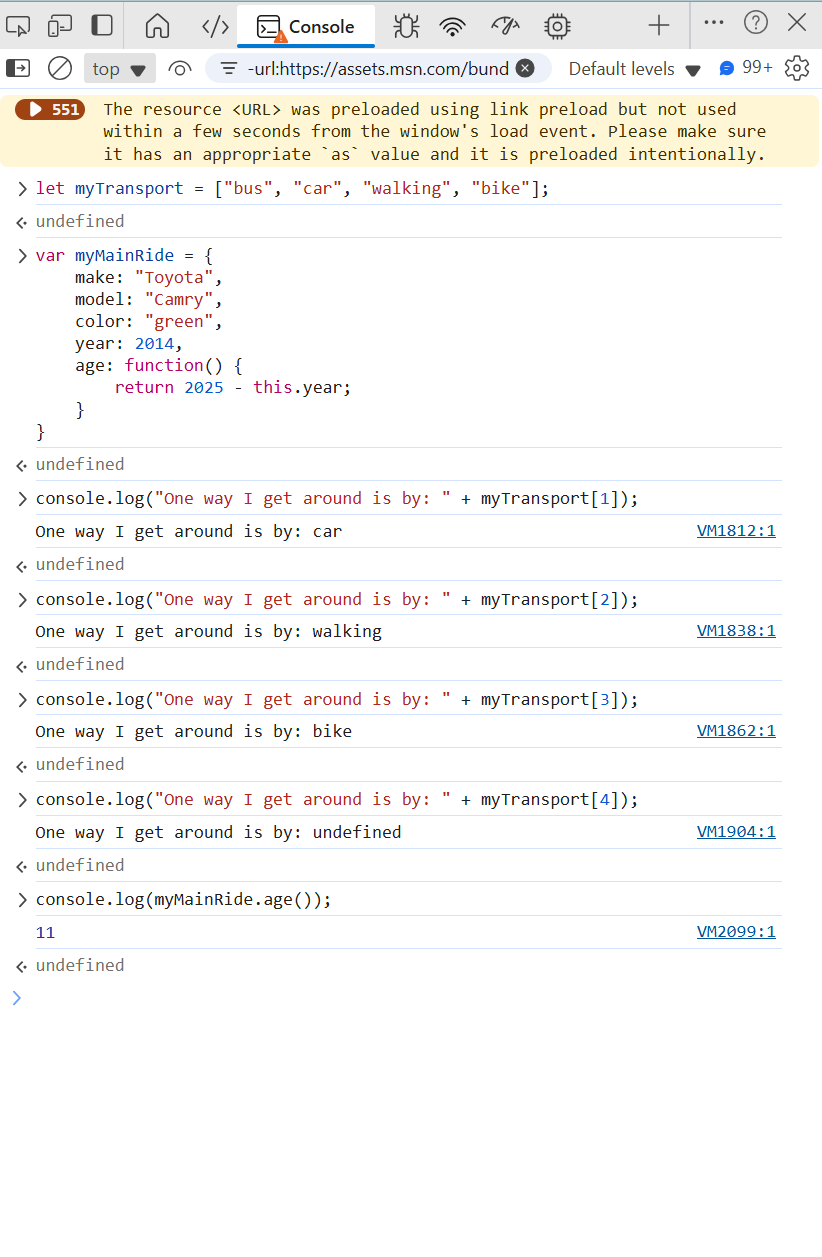 Console
top
-url:https://assets.msn.com/bund
Default levels
99+
551 The resource <URL> was preloaded using link preload but not used
within a few seconds from the window's load event. Please make sure
it has an appropriate `as` value and it is preloaded intentionally.
let myTransport = ["bus", "car", "walking", "bike"];
undefined
var myMainRide = {
    make: "Toyota",
    model: "Camry",
    color: "green",
    year: 2014,
    age: function() {
        return 2025 - this.year;
    }
}
undefined
console.log("One way I get around is by: " + myTransport[1]);
One way I get around is by: car VM1812:1
undefined
console.log("One way I get around is by: " + myTransport[2]);
One way I get around is by: walking VM1838:1
undefined
console.log("One way I get around is by: " + myTransport[3]);
One way I get around is by: bike VM1862:1
undefined
console.log("One way I get around is by: " + myTransport[4]);
One way I get around is by: undefined VM1904:1
undefined
console.log(myMainRide.age());
11 VM2099:1
undefined